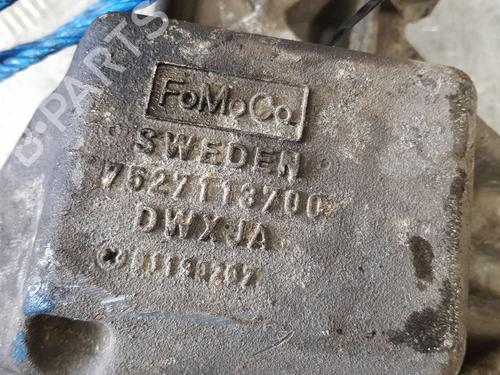 FoMoCo
SWEDEN
7527113700
DWXJA
B-PARTS